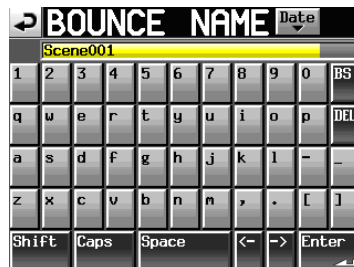 BOUNCE NAME Date
Scene001
1 2 3 4 5 6 7 8 9 0 BS
q w e r t y u i o p DEL
a s d f g h j k l - _
z x c v b n m , . [ ]
Shift Caps Space <- -> Enter